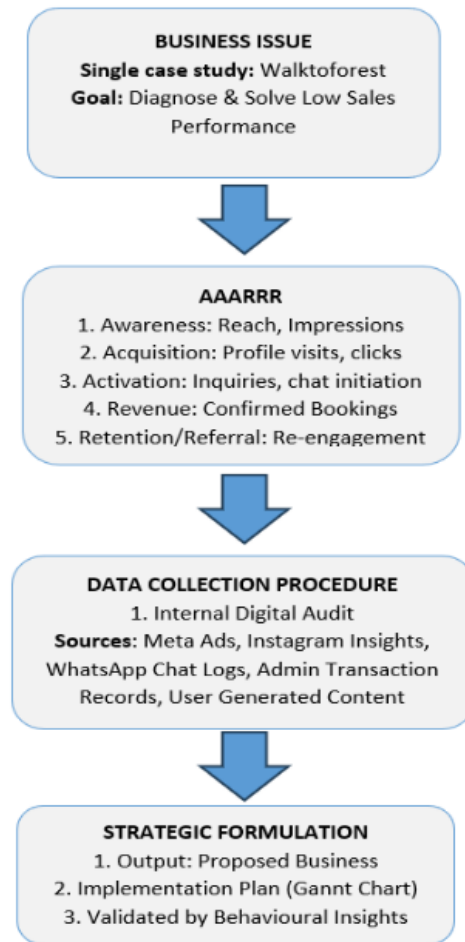 BUSINESS ISSUE
Single case study: Walktoforest
Goal: Diagnose & Solve Low Sales
Performance
AAARRR
1. Awareness: Reach, Impressions
2. Acquisition: Profile visits, clicks
3. Activation: Inquiries, chat initiation
4. Revenue: Confirmed Bookings
5. Retention/Referral: Re-engagement
DATA COLLECTION PROCEDURE
1. Internal Digital Audit
Sources: Meta Ads, Instagram Insights,
WhatsApp Chat Logs, Admin Transaction
Records, User Generated Content
STRATEGIC FORMULATION
1. Output: Proposed Business
2. Implementation Plan (Gannt Chart)
3. Validated by Behavioural Insights